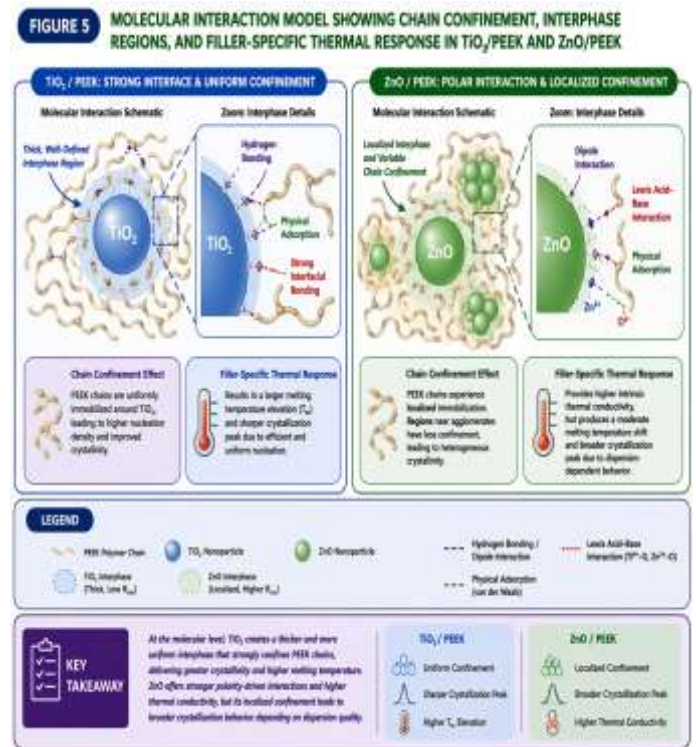 FIGURE 5
MOLECULAR INTERACTION MODEL SHOWING CHAIN CONFINEMENT, INTERPHASE
REGIONS, AND FILLER-SPECIFIC THERMAL RESPONSE IN TiO₂/PEEK AND ZnO/PEEK
TiO₂ / PEEK: STRONG INTERFACE & UNIFORM CONFINEMENT
Molecular Interaction Schematic
Zoom: Interphase Details
Thick, Well-Defined
Interphase Region
TiO₂
Hydrogen
Bonding
TiO₂
Physical
Adsorption
Strong
Interfacial
Bonding
Chain Confinement Effect
PEEK chains are uniformly
immobilized around TiO₂,
leading to higher nucleation
density and improved
crystallinity.
Filler-Specific Thermal Response
Results in a larger melting
temperature elevation (Tₘ)
and sharper crystallization
peak due to efficient and
uniform nucleation.
ZnO / PEEK: POLAR INTERACTION & LOCALIZED CONFINEMENT
Molecular Interaction Schematic
Zoom: Interphase Details
Localized Interphase
and Variable
Chain Confinement
ZnO
Dipole
Interaction
ZnO
Lewis Acid–
Base
Interaction
Physical
Adsorption
Zn²⁺
Chain Confinement Effect
PEEK chains experience
localized immobilization.
Regions near agglomerates
have less confinement,
leading to heterogeneous
crystallinity.
Filler-Specific Thermal Response
Provides higher intrinsic
thermal conductivity,
but produces a moderate
melting temperature shift
and broader crystallization
peak due to dispersion
dependent behavior.
LEGEND
PEEK Polymer Chain
TiO₂ Nanoparticle
ZnO Nanoparticle
Hydrogen Bonding /
Dipole Interaction
Lewis Acid–Base
Interaction
TiO₂ Interphase
(Thick, Low
ZnO Interphase
(Localized, Higher
Physical Adsorption
(van der Waals)
KEY
TAKEAWAY
At the molecular level, TiO₂ creates a thicker and more
uniform interphase that strongly confines PEEK chains,
delivering greater crystallinity and higher melting temperature.
ZnO offers stronger polarity-driven interactions and higher
thermal conductivity, but its localized confinement leads to
broader crystallization behavior depending on dispersion quality.
TiO₂ / PEEK
Uniform Confinement
Sharper Crystallization Peak
Higher Tₘ Elevation
ZnO / PEEK
Localized Confinement
Broader Crystallization Peak
Higher Thermal Conductivity